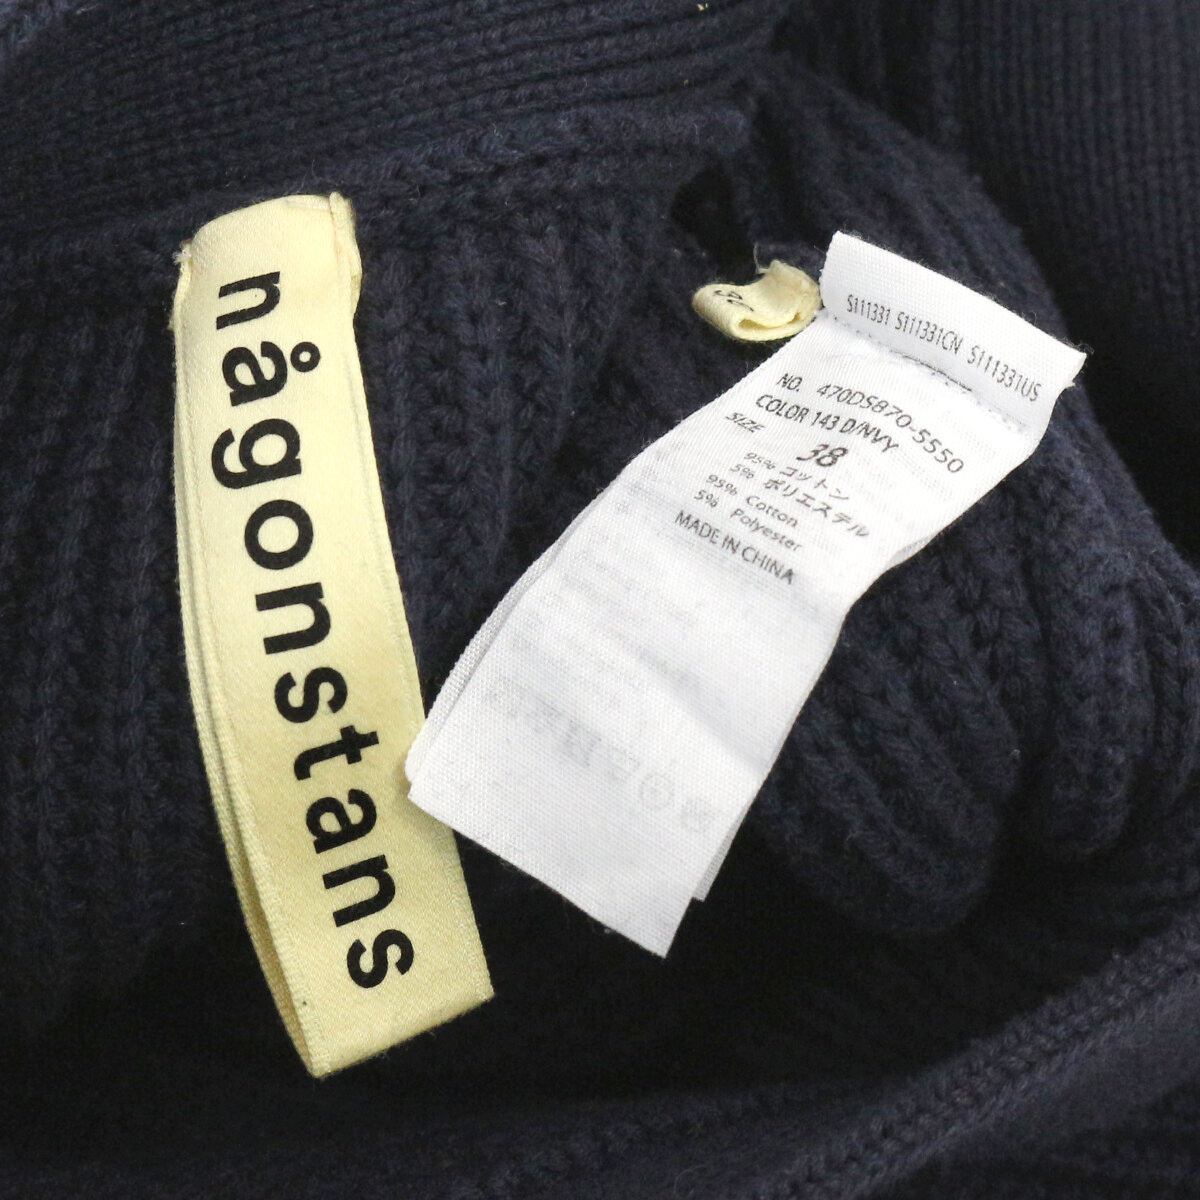 någonstans
S111331 S111331CN S111331US
NO. 470DS870-5550
COLOR 143 D/NVY
SIZE
38
95% コットン
5% ポリエステル
95% Cotton
5% Polyester
MADE IN CHINA